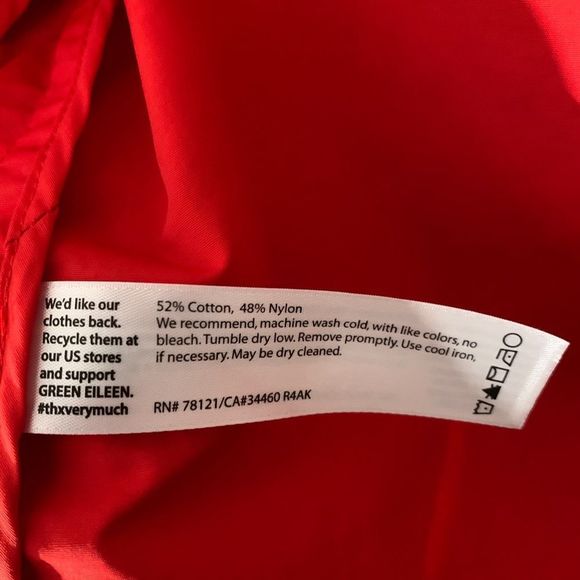 We'd like our
clothes back.
Recycle them at
our US stores
and support
GREEN EILEEN.
#thxverymuch
52% Cotton, 48% Nylon
We recommend, machine wash cold, with like colors, no
bleach. Tumble dry low. Remove promptly. Use cool iron,
if necessary. May be dry cleaned.
RN# 78121/CA#34460 R4AK